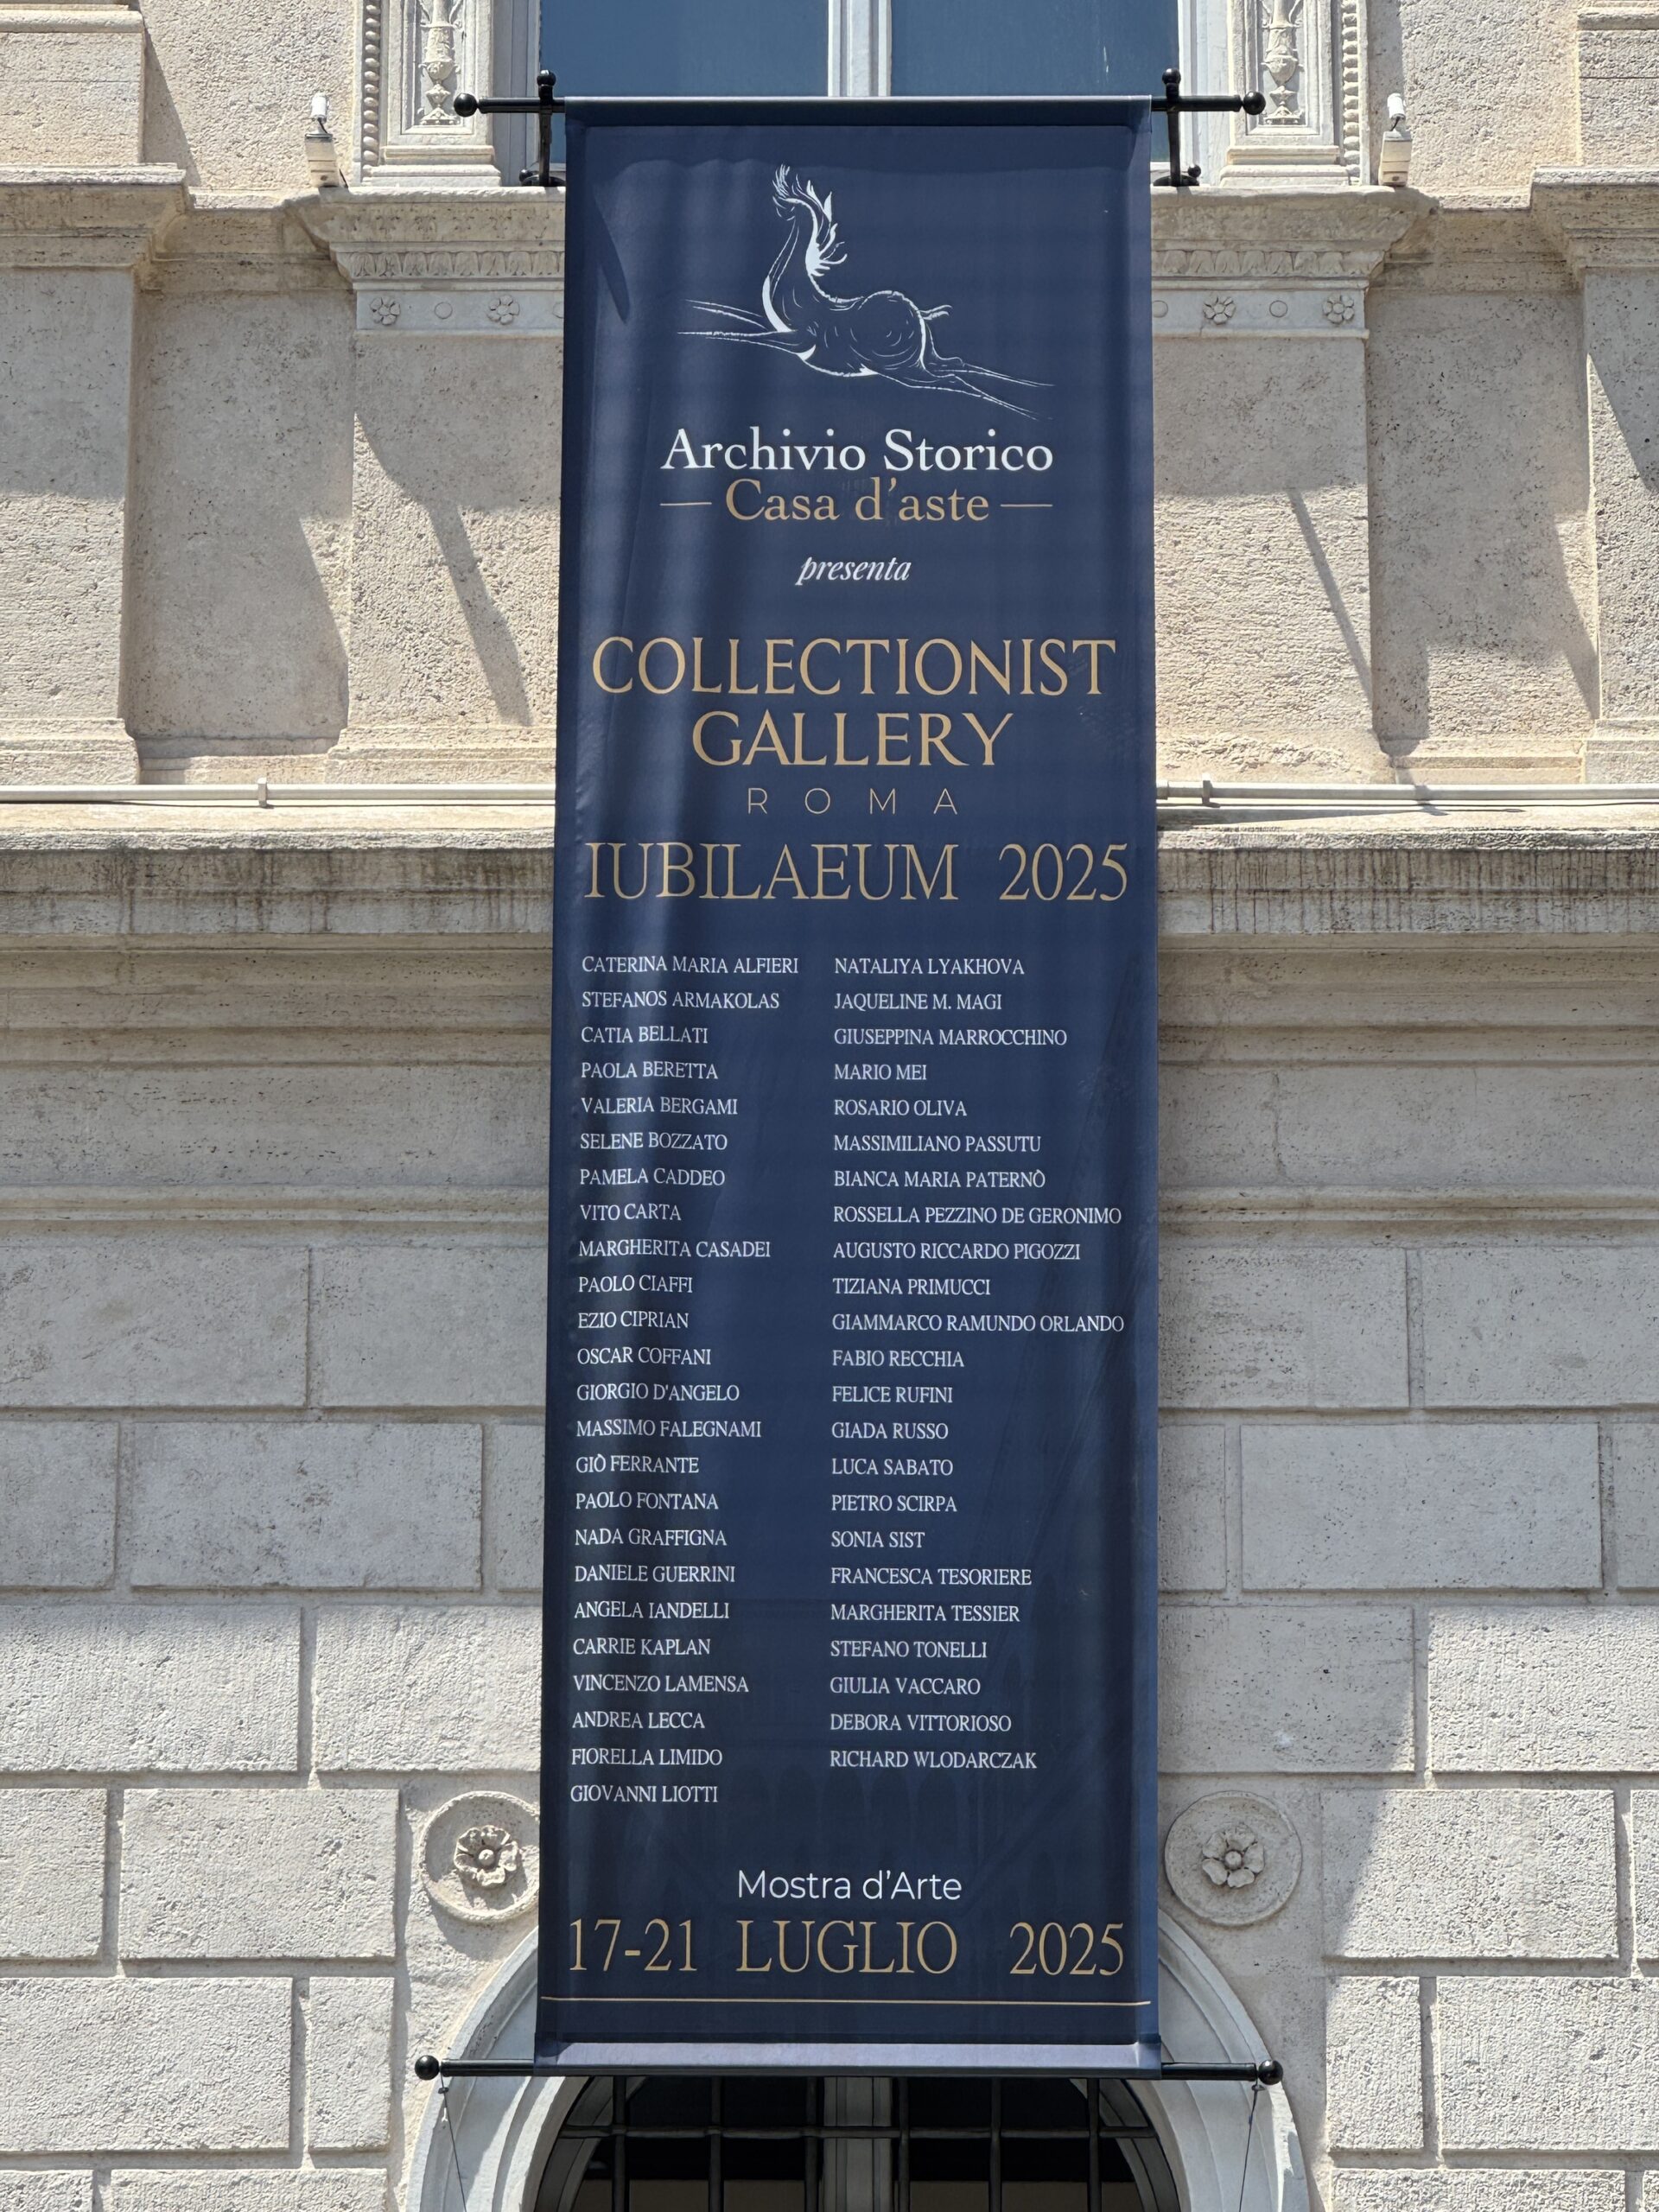 Archivio Storico
Casa d'aste
presenta
COLLECTIONIST
GALLERY
ROMA
IUBILAEUM 2025
CATERINA MARIA ALFIERI
STEFANOS ARMAKOLAS
CATIA BELLATI
PAOLA BERETTA
VALERIA BERGAMI
SELENE BOZZATO
PAMELA CADDEO
VITO CARTA
MARGHERITA CASADEI
PAOLO CIAFFI
EZIO CIPRIAN
OSCAR COFFANI
GIORGIO D'ANGELO
MASSIMO FALEGNAMI
GIÒ FERRANTE
PAOLO FONTANA
NADA GRAFFIGNA
DANIELE GUERRINI
ANGELA IANDELLI
CARRIE KAPLAN
VINCENZO LAMENSA
ANDREA LECCA
FIORELLA LIMIDO
GIOVANNI LIOTTI
NATALIYA LYAKHOVA
JAQUELINE M. MAGI
GIUSEPPINA MARROCCHINO
MARIO MEI
ROSARIO OLIVA
MASSIMILIANO PASSUTU
BIANCA MARIA PATERNÒ
ROSSELLA PEZZINO DE GERONIMO
AUGUSTO RICCARDO PIGOZZI
TIZIANA PRIMUCCI
GIAMMARCO RAMUNDO ORLANDO
FABIO RECCHIA
FELICE RUFINI
GIADA RUSSO
LUCA SABATO
PIETRO SCIRPA
SONIA SIST
FRANCESCA TESORIERE
MARGHERITA TESSIER
STEFANO TONELLI
GIULIA VACCARO
DEBORA VITTORIOSO
RICHARD WLODARCZAK
Mostra d'Arte
17-21 LUGLIO 2025